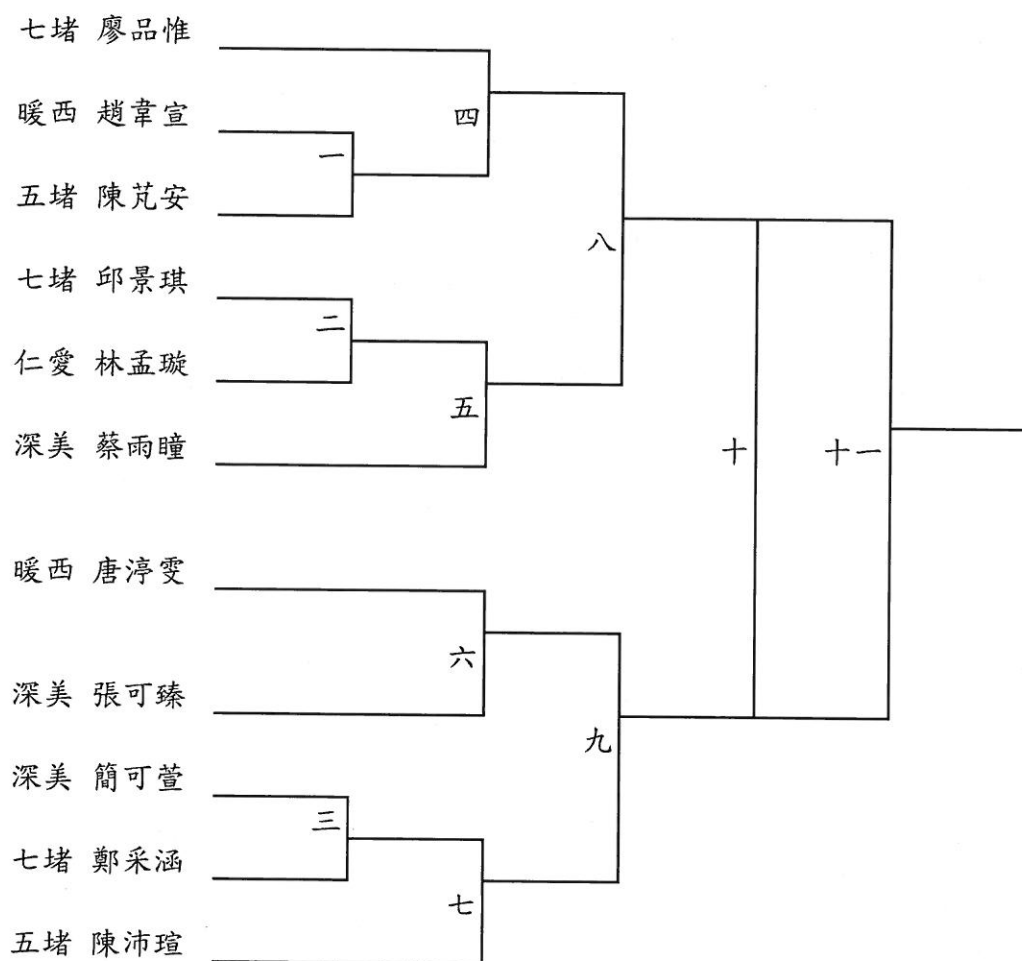 七堵 廖品惟
四
暖西 趙韋宣
一
五堵 陳芃安
八
七堵 邱景琪
二
仁愛 林孟璇
五
深美 蔡雨瞳
十 十一
暖西 唐渟雯
六
深美 張可臻
九
深美 簡可萱
三
七堵 鄭采涵
七
五堵 陳沛瑄